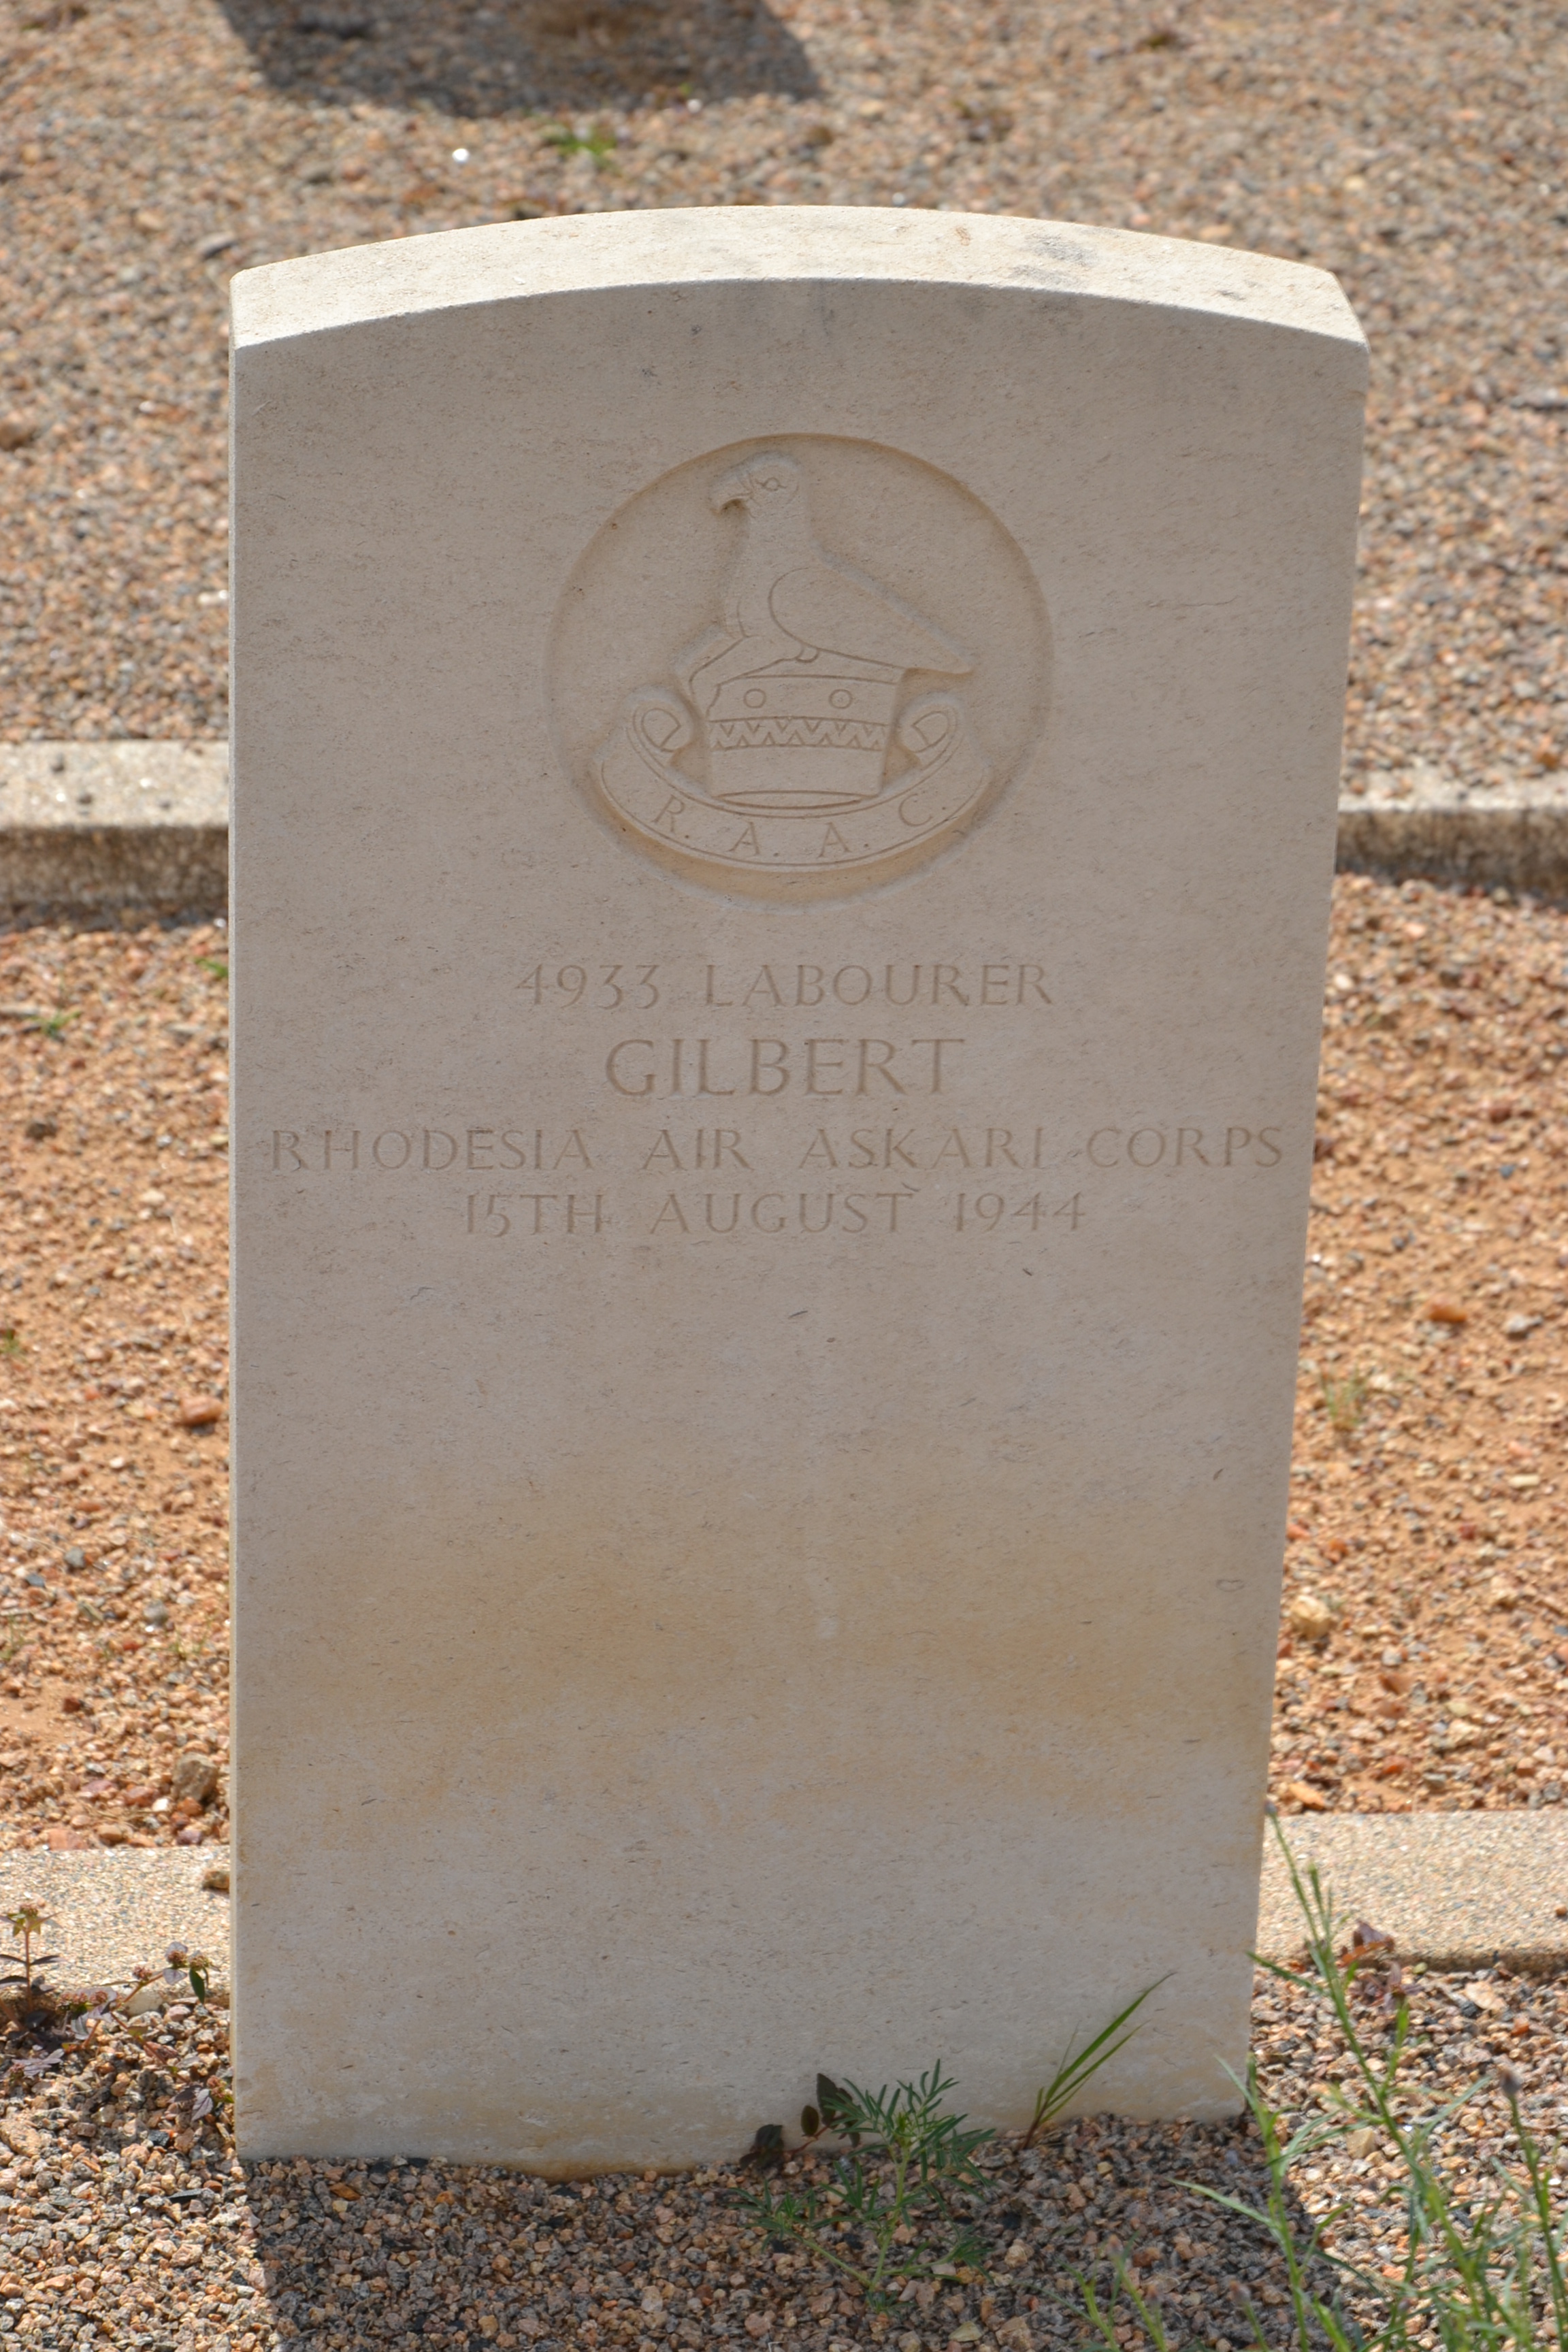 R. A. A. C.
4933 LABOURER
GILBERT
RHODESIA AIR ASKARI CORPS
15TH AUGUST 1944